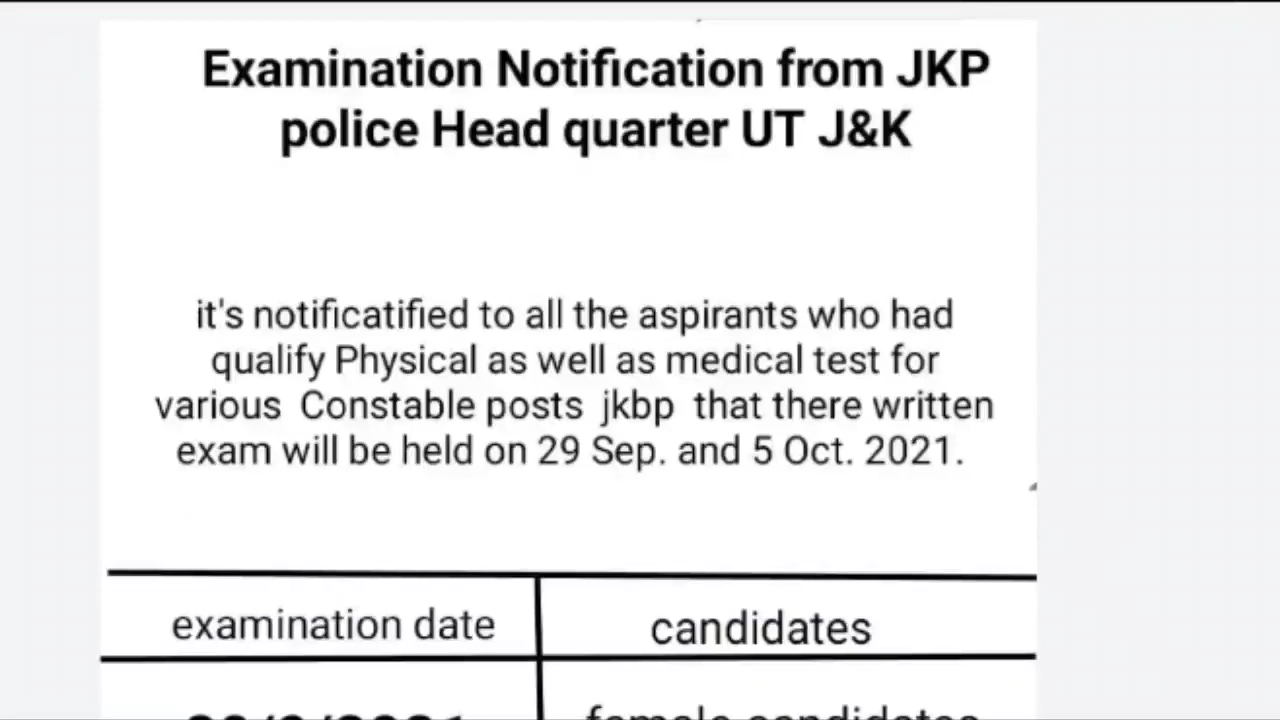 Examination Notification from JKP
police Head quarter UT J&K
it's notificatified to all the aspirants who had
qualify Physical as well as medical test for
various Constable posts jkbp that there written
exam will be held on 29 Sep. and 5 Oct. 2021.
examination date
candidates
female candidates